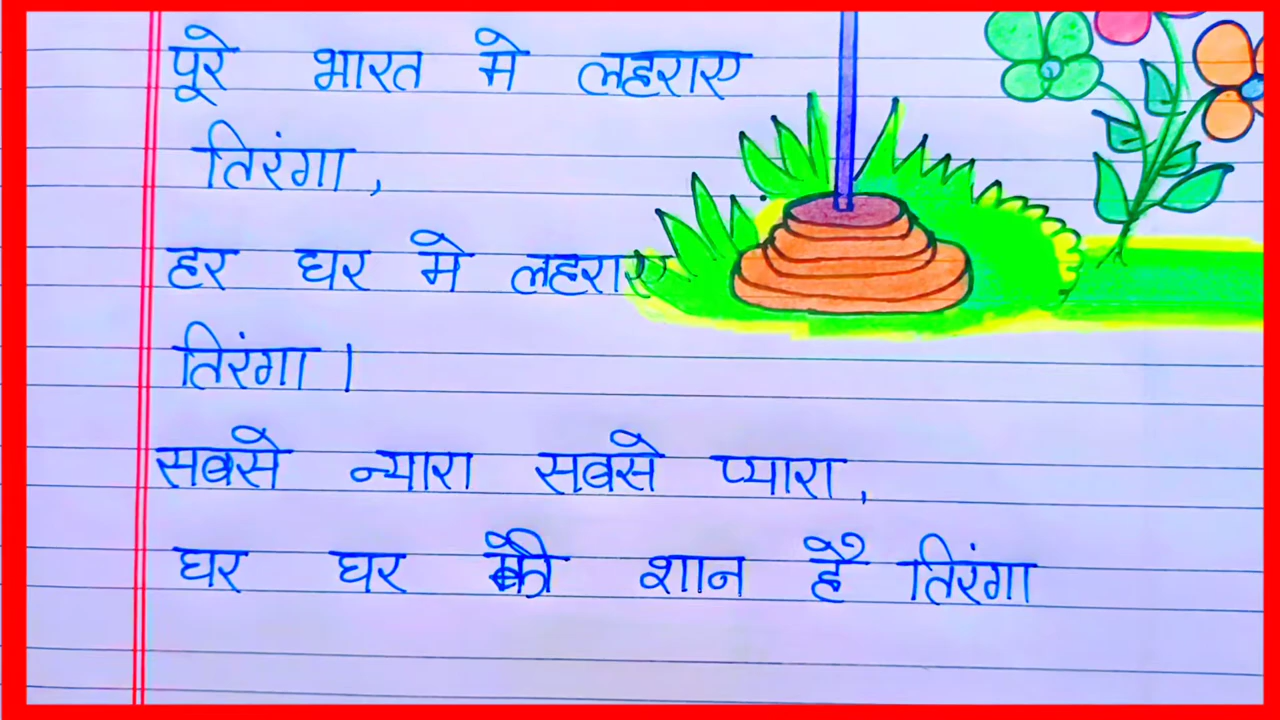 पूरे भारत मे लहराए
तिरंगा,
हर घर मे लहराए
तिरंगा।
सबसे न्यारा सबसे प्यारा,
घर घर की शान है तिरंगा